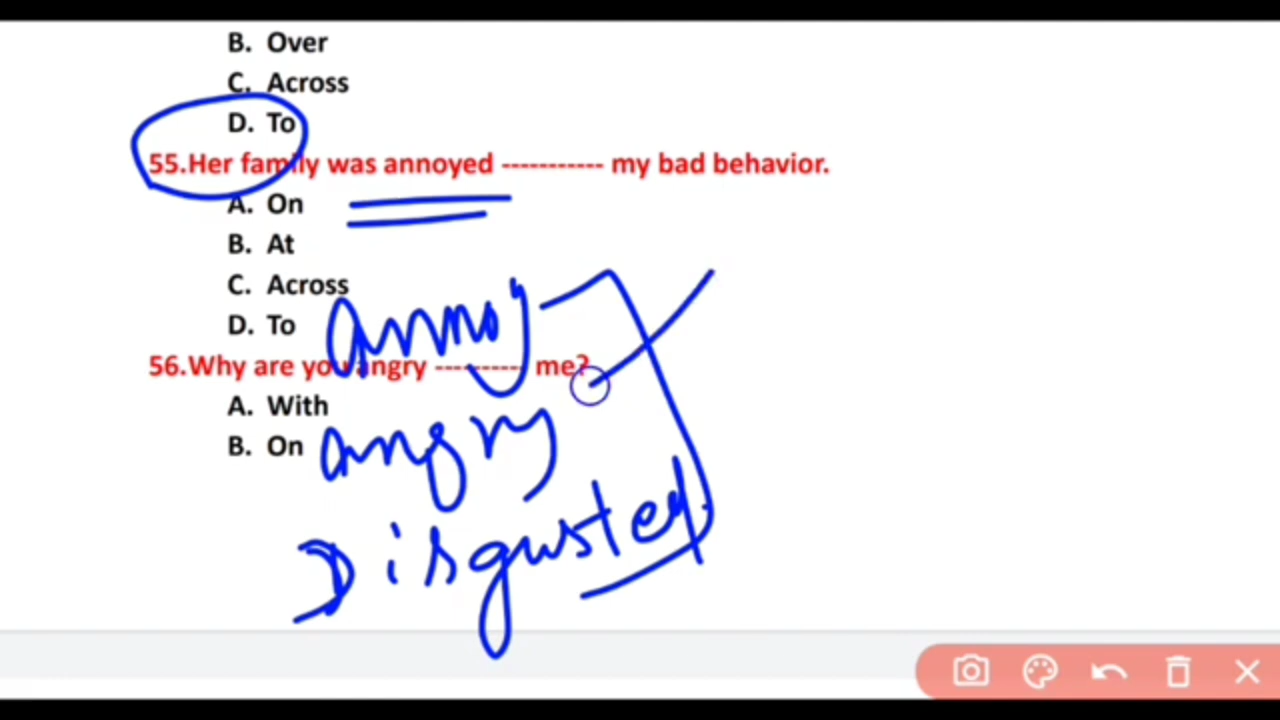 B. Over
C. Across
D. To
55.Her family was annoyed ----------- my bad behavior.
A. On
B. At
C. Across
D. To
annoy
56.Why are you angry ---------- me?
A. With
angry
B. On
Disgusted